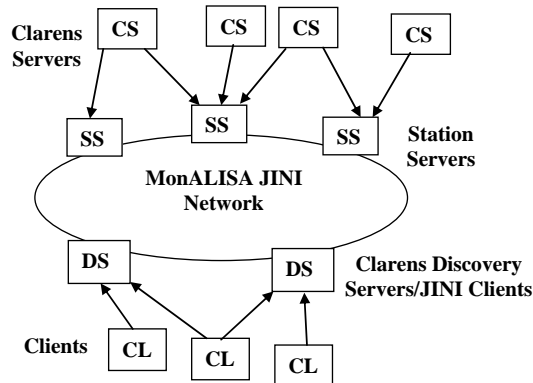 Clarens
Servers
CS
CS
CS
CS
SS
SS
SS
Station
Servers
MonALISA JINI
Network
DS
DS
Clarens Discovery
Servers/JINI Clients
Clients
CL
CL
CL